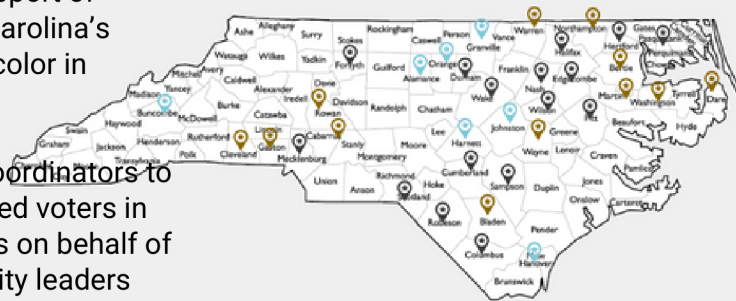 arolina's
color in
oordinators to
ed voters in
s on behalf of
ity leaders
Alleghany
Ashe
Surry
Stokes
Rockingham
Caswell
Person
Vance
Granville
Warren
Northampton
Gates
Hertford
Halifax
Watauga
Wilkes
Yadkin
Forsyth
Guilford
Alamance
Orange
Durham
Franklin
Nash
Edgecombe
Bertie
Martin
Washington
Tyrrell
Dare
Mitchell
Avery
Caldwell
Alexander
Davie
Iredell
Davidson
Randolph
Chatham
Wake
Wilson
Pitt
Beaufort
Hyde
Madison
Yancey
Buncombe
McDowell
Burke
Catawba
Rowan
Haywood
Swain
Graham
Jackson
Henderson
Transylvania
Polk
Rutherford
Cleveland
Lincoln
Gaston
Mecklenburg
Cabarrus
Stanly
Montgomery
Moore
Lee
Harnett
Johnston
Wayne
Greene
Lenoir
Craven
Pamlico
Union
Anson
Richmond
Scotland
Hoke
Cumberland
Sampson
Duplin
Jones
Onslow
Carteret
Robeson
Bladen
Ponder
Columbus
New
Hanover
Brunswick